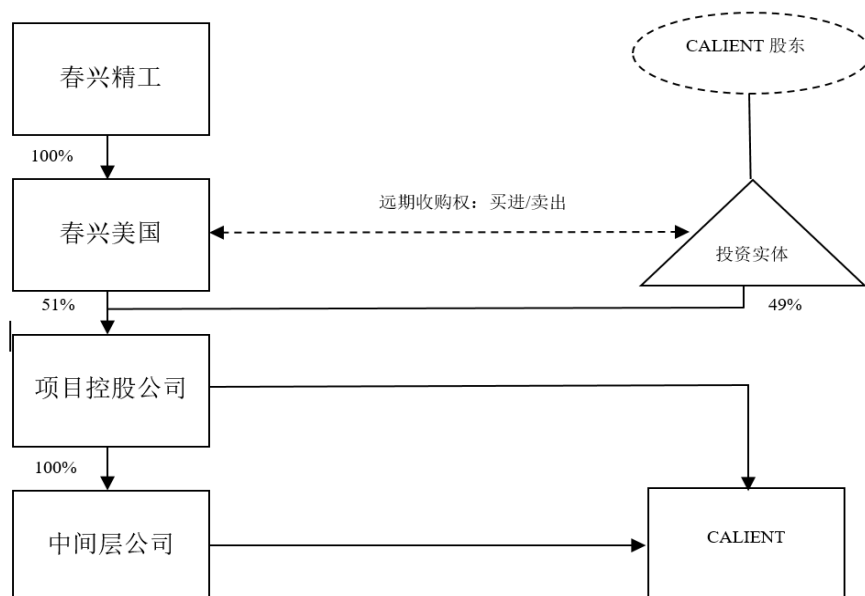 春兴精工
CALIENT 股东
100%
春兴美国
远期收购权：买进/卖出
投资实体
51%
49%
项目控股公司
100%
中间层公司
CALIENT